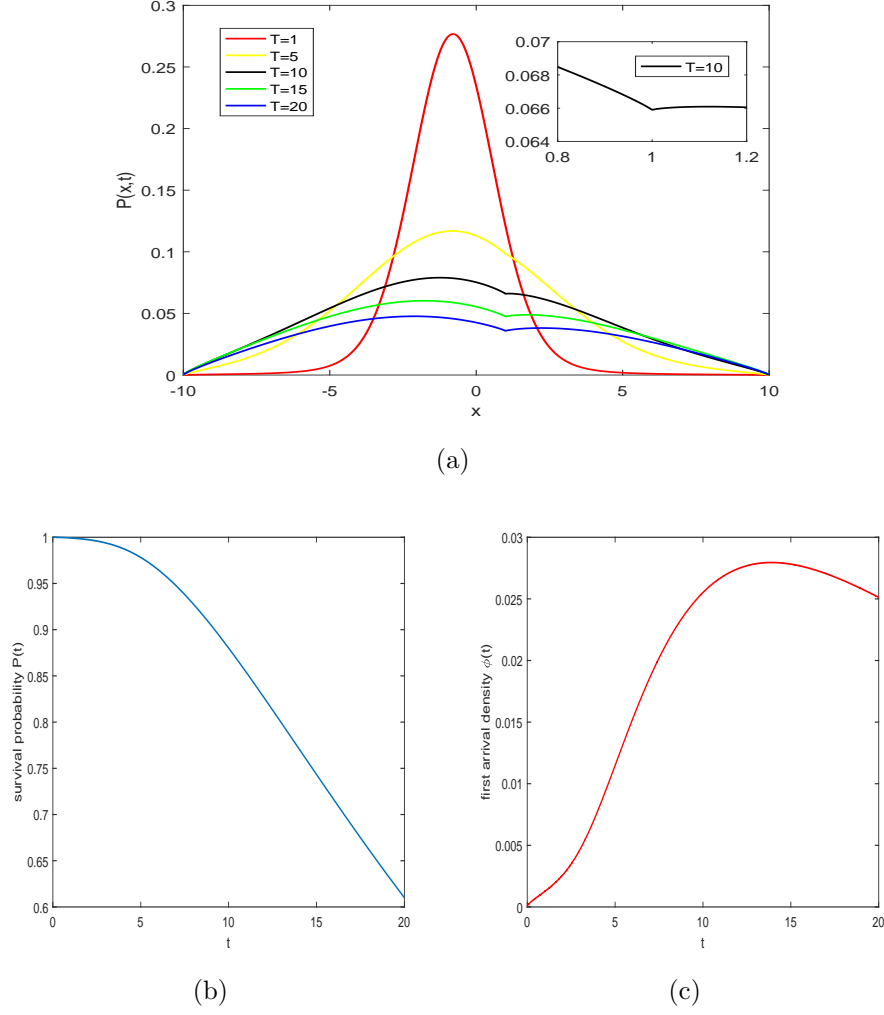 0.3
0.25
0.2
0.15
0.1
0.05
0
P(x,t)
T=1
T=5
T=10
T=15
T=20
0.07
0.068
0.066
0.064
T=10
0.8 1 1.2
-10 -5 0 5 10
x
(a)
1
0.95
0.9
0.85
0.8
0.75
0.7
0.65
0.6
survival probability P(t)
0 5 10 15 20
t
(b)
0.03
0.025
0.02
0.015
0.01
0.005
0
first arrival density ϕ(t)
0 5 10 15 20
t
(c)